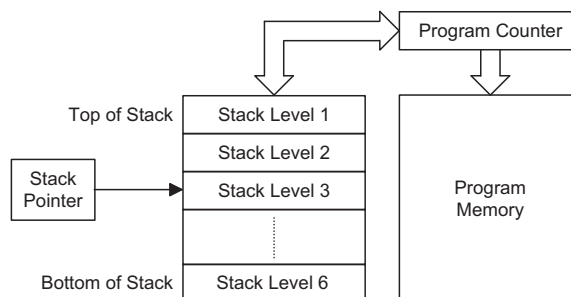 Program Counter
Top of Stack
Stack Level 1
Stack Level 2
Stack
Pointer
Stack Level 3
Program
Memory
Bottom of Stack
Stack Level 6